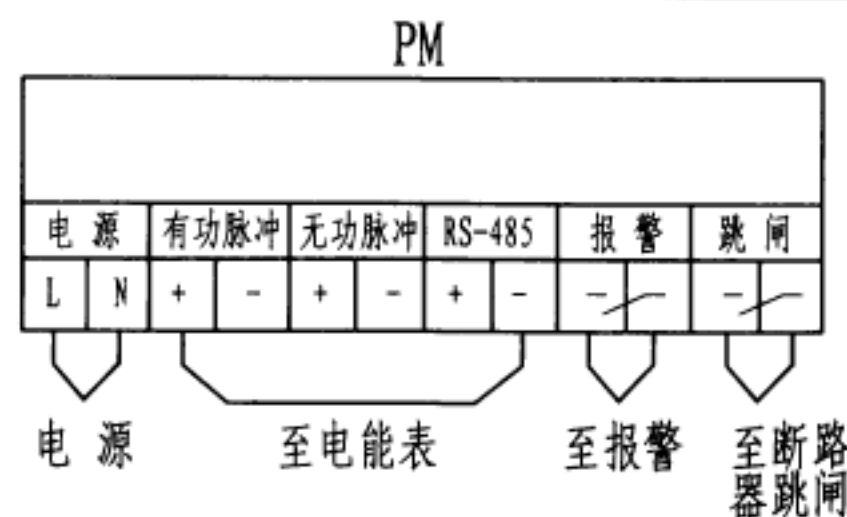 PM
电源 有功脉冲 无功脉冲 RS-485 报警 跳闸
L N + - + - + -
电源 至电能表 至报警 至断路
器跳闸